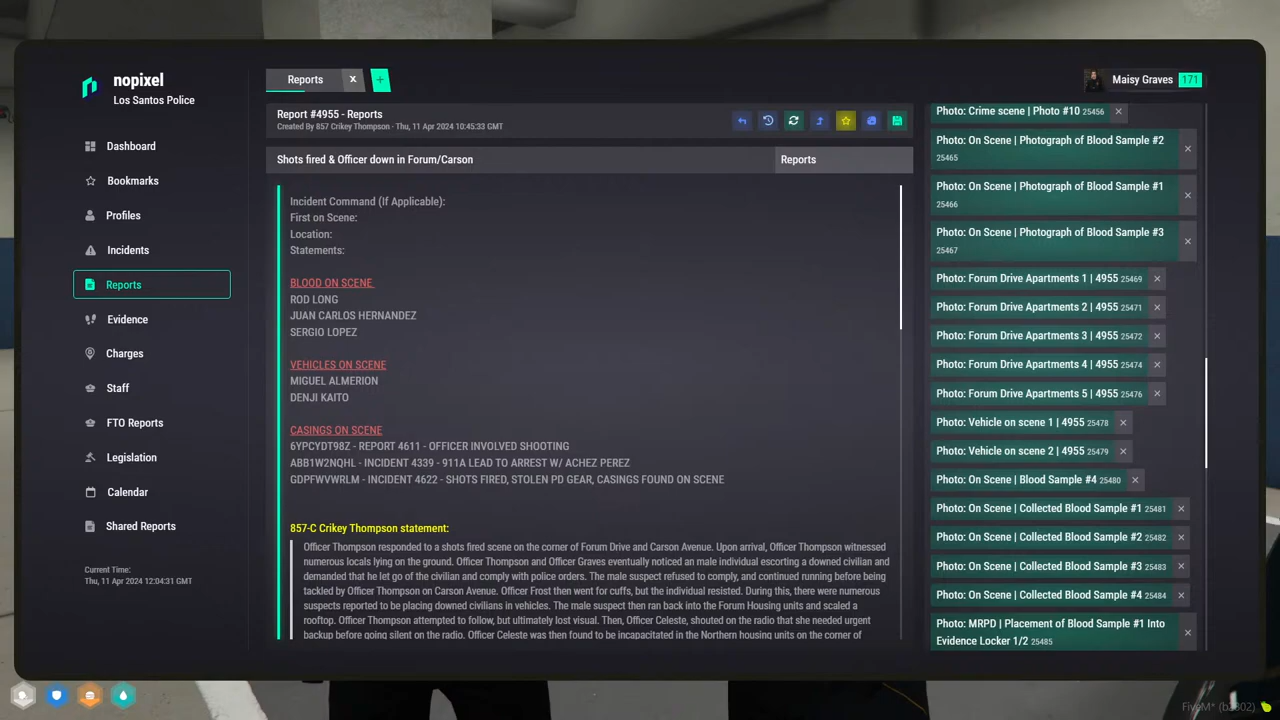 nopixel
Los Santos Police
Dashboard
Bookmarks
Profiles
Incidents
Reports
Evidence
Charges
Staff
FTO Reports
Legislation
Calendar
Shared Reports
Current Time:
Thu, 11 Apr 2024 12:04:31 GMT
Reports x +
Maisy Graves 171
Report #4955 - Reports
Created By 857 Crikey Thompson - Thu, 11 Apr 2024 10:45:33 GMT
Shots fired & Officer down in Forum/Carson
Reports
Incident Command (If Applicable):
First on Scene:
Location:
Statements:
BLOOD ON SCENE
ROD LONG
JUAN CARLOS HERNANDEZ
SERGIO LOPEZ
VEHICLES ON SCENE
MIGUEL ALMERION
DENJI KAITO
CASINGS ON SCENE
6YPCYDT98Z - REPORT 4611 - OFFICER INVOLVED SHOOTING
ABB1W2NQHL - INCIDENT 4339 - 911A LEAD TO ARREST W/ ACHEZ PEREZ
GDPFWVWRLM - INCIDENT 4622 - SHOTS FIRED, STOLEN PD GEAR, CASINGS FOUND ON SCENE
857-C Crikey Thompson statement:
Officer Thompson responded to a shots fired scene on the corner of Forum Drive and Carson Avenue. Upon arrival, Officer Thompson witnessed
numerous locals lying on the ground. Officer Thompson and Officer Graves eventually noticed an male individual escorting a downed civilian and
demanded that he let go of the civilian and comply with police orders. The male suspect refused to comply, and continued running before being
tackled by Officer Thompson on Carson Avenue. Officer Frost then went for cuffs, but the individual resisted. During this, there were numerous
suspects reported to be placing downed civilians in vehicles. The male suspect then ran back into the Forum Housing units and scaled a
rooftop. Officer Thompson attempted to follow, but ultimately lost visual. Then, Officer Celeste, shouted on the radio that she needed urgent
backup before going silent on the radio. Officer Celeste was then found to be incapacitated in the Northern housing units on the corner of
Photo: Crime scene | Photo #10 25456
Photo: On Scene | Photograph of Blood Sample #2
25465
Photo: On Scene | Photograph of Blood Sample #1
25466
Photo: On Scene | Photograph of Blood Sample #3
25467
Photo: Forum Drive Apartments 1 | 4955 25469
Photo: Forum Drive Apartments 2 | 4955 25471
Photo: Forum Drive Apartments 3 | 4955 25472
Photo: Forum Drive Apartments 4 | 4955 25474
Photo: Forum Drive Apartments 5 | 4955 25476
Photo: Vehicle on scene 1 | 4955 25478
Photo: Vehicle on scene 2 | 4955 25479
Photo: On Scene | Blood Sample #4 25480
Photo: On Scene | Collected Blood Sample #1 25481
Photo: On Scene | Collected Blood Sample #2 25482
Photo: On Scene | Collected Blood Sample #3 25483
Photo: On Scene | Collected Blood Sample #4 25484
Photo: MRPD | Placement of Blood Sample #1 Into
Evidence Locker 1/2 25485